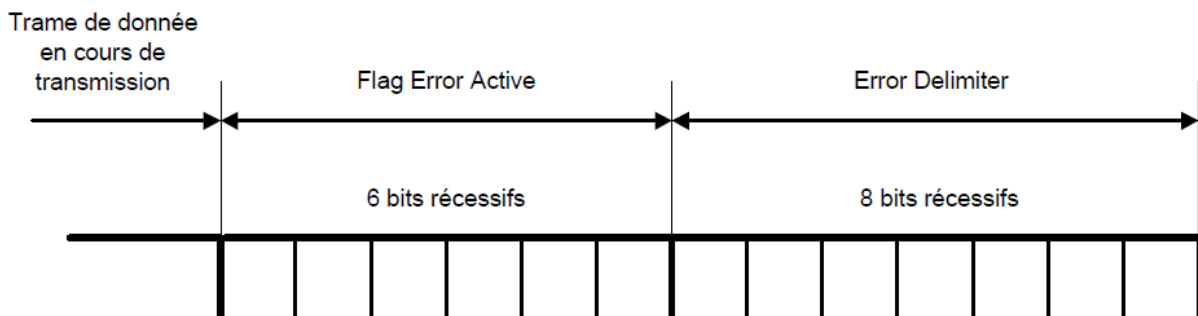 Trame de donnée
en cours de
transmission
Flag Error Active
Error Delimiter
6 bits récessifs
8 bits récessifs